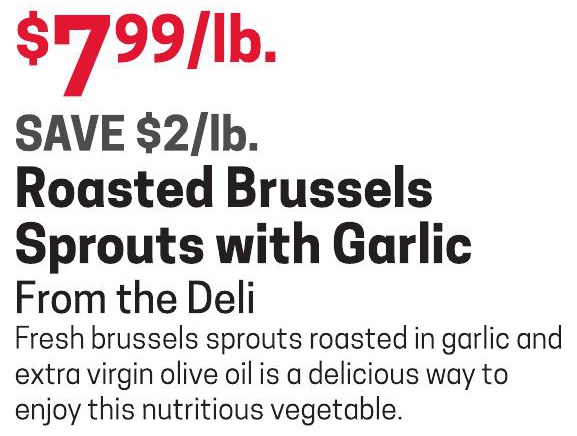 $7.99/lb.
SAVE $2/lb.
Roasted Brussels
Sprouts with Garlic
From the Deli
Fresh brussels sprouts roasted in garlic and
extra virgin olive oil is a delicious way to
enjoy this nutritious vegetable.